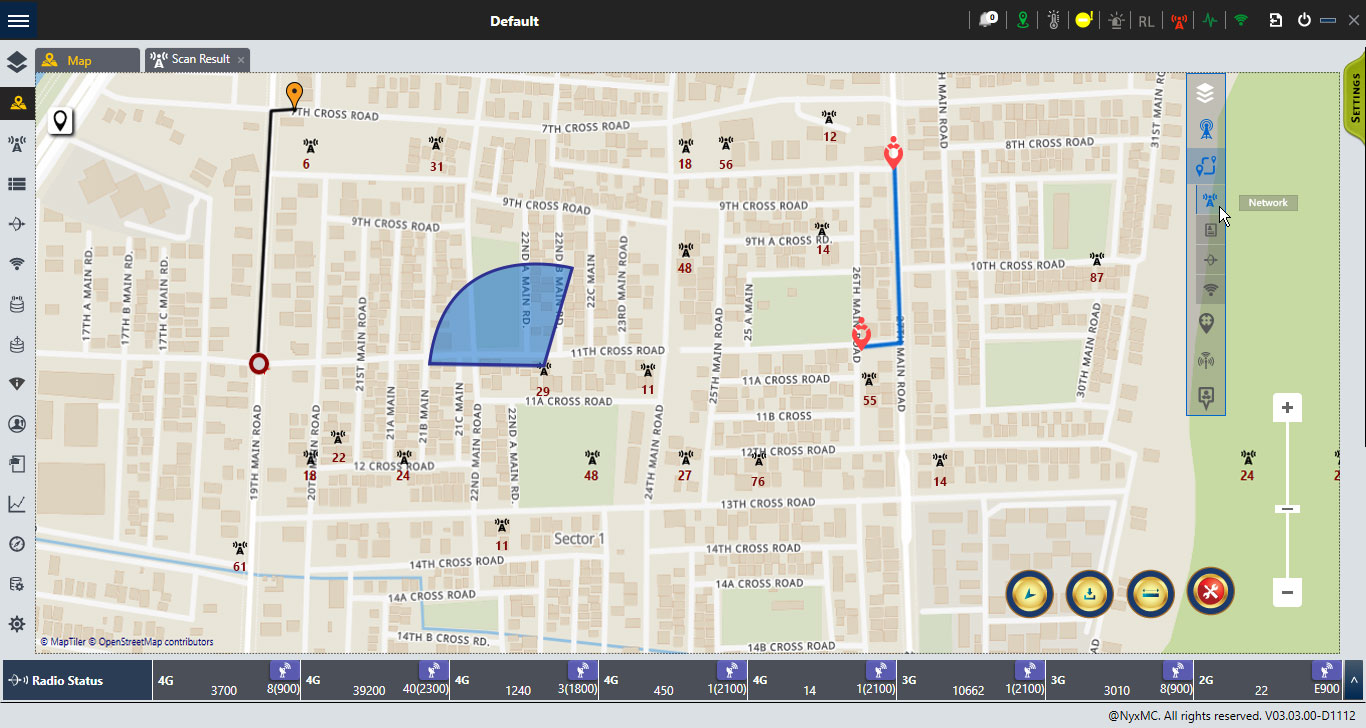 Default
0
RL
Map
Scan Result
SETTINGS
7TH CROSS ROAD
7TH CROSS ROAD
MAIN ROAD
31ST MAIN RO
8TH CROSS ROAD
6
31
18
56
12
9TH CROSS ROAD
9TH CROSS ROAD
9TH CROSS ROAD
Network
9TH A CROSS RD.
14
48
10TH CROSS ROAD
87
17TH A MAIN RD.
17TH B MAIN RD.
17TH C MAIN RD.
22ND A MAIN RD.
22ND B MAIN RD.
22C MAIN
23RD MAIN ROAD
25 A MAIN
26TH MAIN ROAD
27TH MAIN ROAD
21ST MAIN ROAD
25TH MAIN ROAD
30TH MAIN ROAD
11TH CROSS ROAD
29
11
11A CROSS ROAD
55
11A CROSS ROAD
21A MAIN
21B MAIN
21C MAIN
11B CROSS
19TH MAIN ROAD
20TH MAIN ROAD
22ND MAIN ROAD
22ND A MAIN RD.
24TH MAIN ROAD
22
18
12 CROSS ROAD
24
48
27
12TH CROSS ROAD
76
14
24
2
13TH CROSS ROAD
11
Sector 1
61
14TH CROSS ROAD
14TH CROSS ROAD
14A CROSS ROAD
14A CROSS ROAD
14TH B CROSS RD.
14B CROSS ROAD
AD
© MapTiler © OpenStreetMap contributors
Radio Status
4G 3700 8(900)
4G 39200 40(2300)
4G 1240 3(1800)
4G 450 1(2100)
4G 14 1(2100)
3G 10662 1(2100)
3G 3010 8(900)
2G 22 E900
@NyxMC. All rights reserved. V03.03.00-D1112